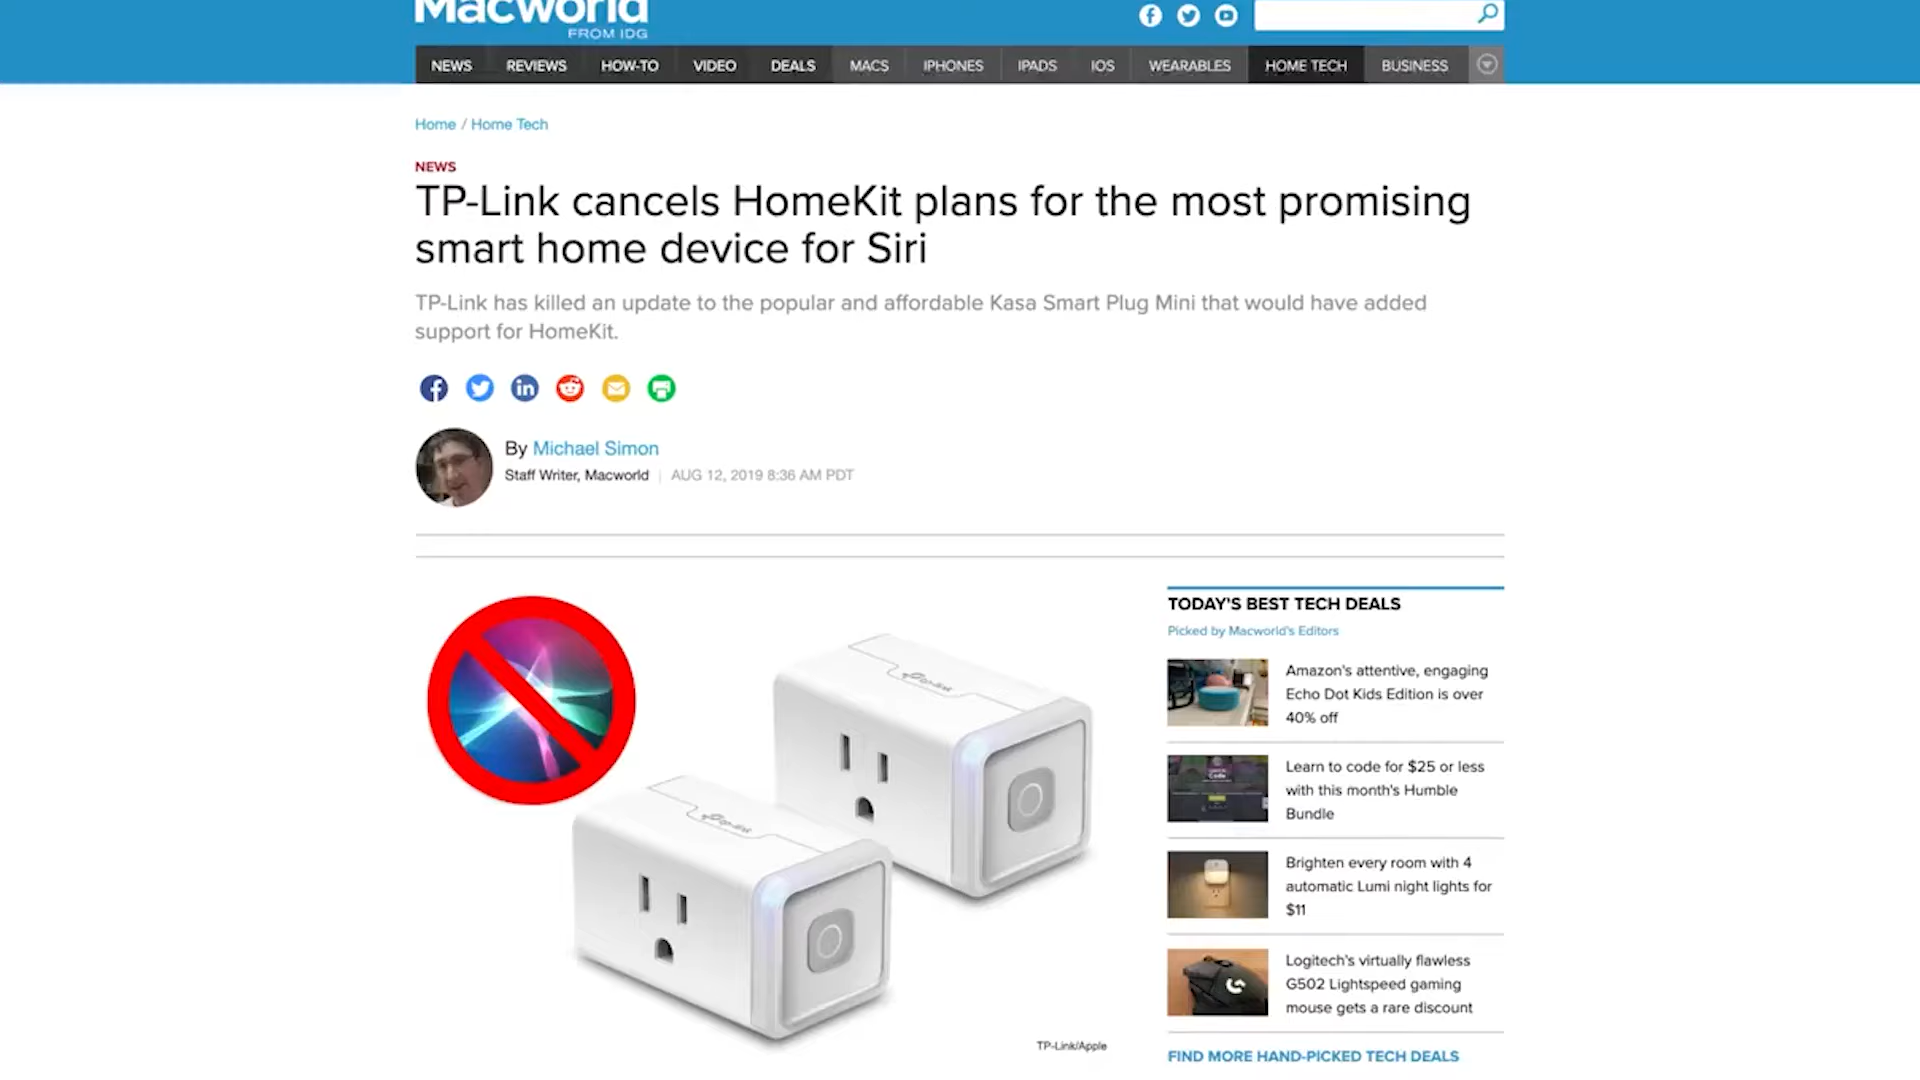 Macworld
FROM IDG
NEWS REVIEWS HOW-TO VIDEO DEALS MACS IPHONES IPADS IOS WEARABLES HOME TECH BUSINESS
Home / Home Tech
NEWS
TP-Link cancels HomeKit plans for the most promising
smart home device for Siri
TP-Link has killed an update to the popular and affordable Kasa Smart Plug Mini that would have added
support for HomeKit.
By Michael Simon
Staff Writer, Macworld | AUG 12, 2019 8:36 AM PDT
tp-link
tp-link
TP-Link/Apple
TODAY'S BEST TECH DEALS
Picked by Macworld's Editors
Amazon's attentive, engaging
Echo Dot Kids Edition is over
40% off
Learn to code for $25 or less
with this month's Humble
Bundle
Brighten every room with 4
automatic Lumi night lights for
$11
Logitech's virtually flawless
G502 Lightspeed gaming
mouse gets a rare discount
FIND MORE HAND-PICKED TECH DEALS